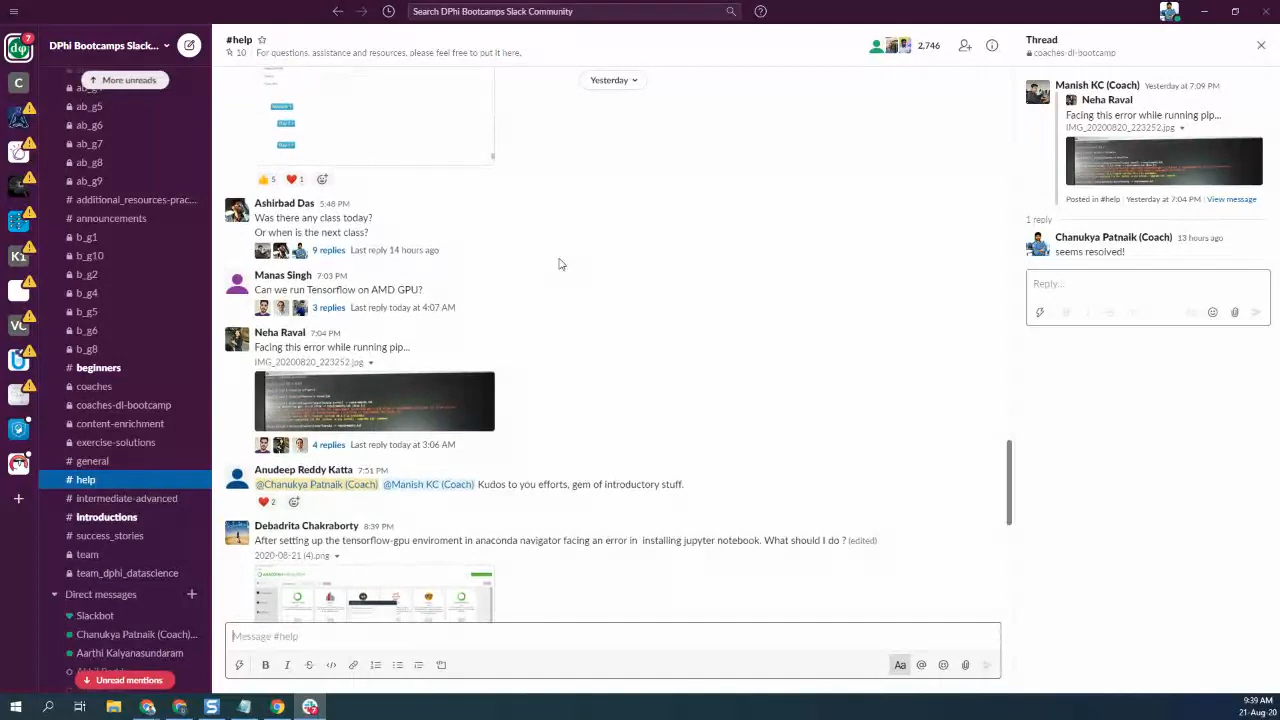 Search DPhi Bootcamps Slack Community
7
DPhi Bootcamps Slac...
More unreads
ab_g5
ab_g6
ab_g7
ab_g8
ab_g9
additional_resources-prac...
announcements
b_g1
b_g10
b_g2
b_g4
b_g5
b_g6
b_g8
beginners
coaches
coaches-dl-bootcamp
content-enrichment
exercise-solutions
general
help
intermediate-advanced
Introductions
success_stories
team
team_dphi_datascience
Direct messages
Slackbot
Chanukya Patnaik (Coach)...
Aarthi Kalyanasundaram
Unread mentions
#help
10 For questions, assistance and resources, please feel free to put it here.
2,746
Yesterday
5 1
Ashirbad Das 5:48 PM
Was there any class today?
Or when is the next class?
9 replies Last reply 14 hours ago
Manas Singh 7:03 PM
Can we run Tensorflow on AMD GPU?
3 replies Last reply today at 4:07 AM
Neha Raval 7:04 PM
Facing this error while running pip...
IMG_20200820_223252.jpg
4 replies Last reply today at 3:06 AM
Anudeep Reddy Katta 7:51 PM
@Chanukya Patnaik (Coach) @Manish KC (Coach) Kudos to you efforts, gem of introductory stuff.
2
Debadrita Chakraborty 8:39 PM
After setting up the tensorflow-gpu enviroment in anaconda navigator facing an error in installing jupyter notebook. What should I do ? (edited)
2020-08-21 (4).png
Message #help
Aa
Thread
coaches-dl-bootcamp
Manish KC (Coach) Yesterday at 7:09 PM
Neha Raval
Facing this error while running pip...
IMG_20200820_223252.jpg
Posted in #help | Yesterday at 7:04 PM | View message
1 reply
Chanukya Patnaik (Coach) 13 hours ago
seems resolved!
Reply...
9:39 AM
21-Aug-20